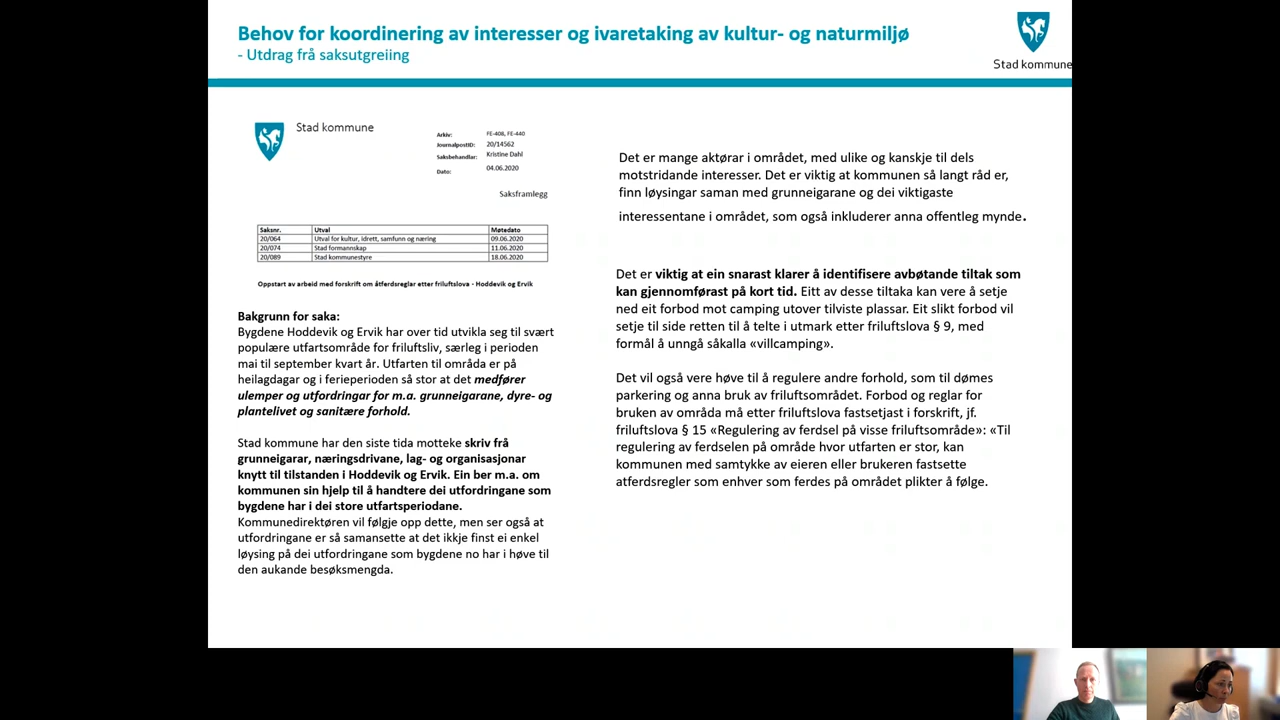 Behov for koordinering av interesser og ivaretaking av kultur- og naturmiljø
- Utdrag frå saksutgreiing
Stad kommune
Stad kommune
Arkiv: FE-408, FE-440
JournalpostID: 20/14562
Saksbehandlar: Kristine Dahl
Dato: 04.06.2020
Saksframlegg
Saksnr. Utval Møtedato
20/064 Utval for kultur, idrett, samfunn og næring 09.06.2020
20/074 Stad formannskap 11.06.2020
20/089 Stad kommunestyre 18.06.2020
Oppstart av arbeid med forskrift om åtferdsreglar etter friluftslova - Hoddevik og Ervik
Bakgrunn for saka:
Bygdene Hoddevik og Ervik har over tid utvikla seg til svært
populære utfartsområde for friluftsliv, særleg i perioden
mai til september kvart år. Utfarten til områda er på
heilagdagar og i ferieperioden så stor at det medfører
ulemper og utfordringar for m.a. grunneigarane, dyre- og
plantelivet og sanitære forhold.
Stad kommune har den siste tida motteke skriv frå
grunneigarar, næringsdrivane, lag- og organisasjonar
knytt til tilstanden i Hoddevik og Ervik. Ein ber m.a. om
kommunen sin hjelp til å handtere dei utfordringane som
bygdene har i dei store utfartsperiodane.
Kommunedirektøren vil følgje opp dette, men ser også at
utfordringane er så samansette at det ikkje finst ei enkel
løysing på dei utfordringane som bygdene no har i høve til
den aukande besøksmengda.
Det er mange aktørar i området, med ulike og kanskje til dels
motstridande interesser. Det er viktig at kommunen så langt råd er,
finn løysingar saman med grunneigarane og dei viktigaste
interessentane i området, som også inkluderer anna offentleg mynde.
Det er viktig at ein snarast klarer å identifisere avbøtande tiltak som
kan gjennomførast på kort tid. Eitt av desse tiltaka kan vere å setje
ned eit forbod mot camping utover tilviste plassar. Eit slikt forbod vil
setje til side retten til å telte i utmark etter friluftslova § 9, med
formål å unngå såkalla «villcamping».
Det vil også vere høve til å regulere andre forhold, som til dømes
parkering og anna bruk av friluftsområdet. Forbod og reglar for
bruken av områda må etter friluftslova fastsetjast i forskrift, jf.
friluftslova § 15 «Regulering av ferdsel på visse friluftsområde»: «Til
regulering av ferdselen på område hvor utfarten er stor, kan
kommunen med samtykke av eieren eller brukeren fastsette
atferdsregler som enhver som ferdes på området plikter å følge.